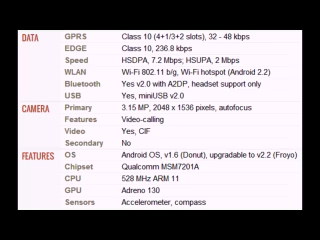 DATA GPRS Class 10 (4+1/3+2 slots), 32 - 48 kbps
EDGE Class 10, 236.8 kbps
Speed HSDPA, 7.2 Mbps; HSUPA, 2 Mbps
WLAN Wi-Fi 802.11 b/g, Wi-Fi hotspot (Android 2.2)
Bluetooth Yes v2.0 with A2DP, headset support only
USB Yes, miniUSB v2.0
CAMERA Primary 3.15 MP, 2048 x 1536 pixels, autofocus
Features Video-calling
Video Yes, CIF
Secondary No
FEATURES OS Android OS, v1.6 (Donut), upgradable to v2.2 (Froyo)
Chipset Qualcomm MSM7201A
CPU 528 MHz ARM 11
GPU Adreno 130
Sensors Accelerometer, compass